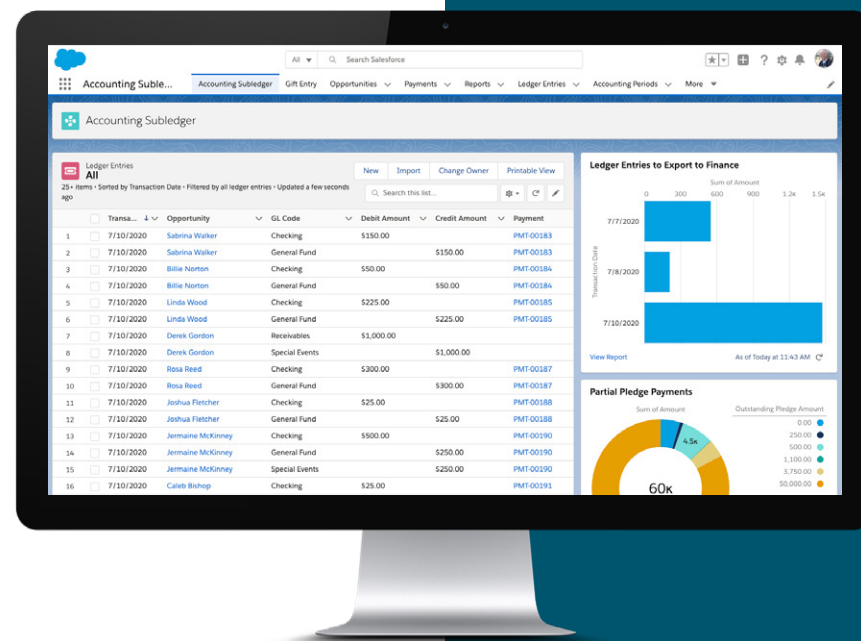 All Search Salesforce
Accounting Suble... Accounting Subledger Gift Entry Opportunities Payments Reports Ledger Entries Accounting Periods More
Accounting Subledger
Ledger Entries
All
New Import Change Owner Printable View
25+ items • Sorted by Transaction Date • Filtered by all ledger entries • Updated a few seconds
ago
Search this list...
Transa... Opportunity GL Code Debit Amount Credit Amount Payment
1 7/10/2020 Sabrina Walker Checking $150.00 PMT-00183
2 7/10/2020 Sabrina Walker General Fund $150.00 PMT-00183
3 7/10/2020 Billie Norton Checking $50.00 PMT-00184
4 7/10/2020 Billie Norton General Fund $50.00 PMT-00184
5 7/10/2020 Linda Wood Checking $225.00 PMT-00185
6 7/10/2020 Linda Wood General Fund $225.00 PMT-00185
7 7/10/2020 Derek Gordon Receivables $1,000.00
8 7/10/2020 Derek Gordon Special Events $1,000.00
9 7/10/2020 Rosa Reed Checking $300.00 PMT-00187
10 7/10/2020 Rosa Reed General Fund $300.00 PMT-00187
11 7/10/2020 Joshua Fletcher Checking $25.00 PMT-00188
12 7/10/2020 Joshua Fletcher General Fund $25.00 PMT-00188
13 7/10/2020 Jermaine McKinney Checking $500.00 PMT-00190
14 7/10/2020 Jermaine McKinney General Fund $250.00 PMT-00190
15 7/10/2020 Jermaine McKinney Special Events $250.00 PMT-00190
16 7/10/2020 Caleb Bishop Checking $25.00 PMT-00191
Ledger Entries to Export to Finance
Sum of Amount
0 300 600 900 1.2k 1.5k
Transaction Date
7/7/2020
7/8/2020
7/10/2020
View Report As of Today at 11:43 AM
Partial Pledge Payments
Sum of Amount Outstanding Pledge Amount
0.00
250.00
4.5k
500.00
1,100.00
3,750.00
50,000.00
60k